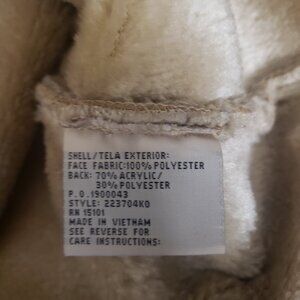 SHELL/TELA EXTERIOR:
FACE FABRIC:100% POLYESTER
BACK: 70% ACRYLIC/
30% POLYESTER
P.O.1900043
STYLE: 223704KO
RN 15101
MADE IN VIETNAM
SEE REVERSE FOR
CARE INSTRUCTIONS: